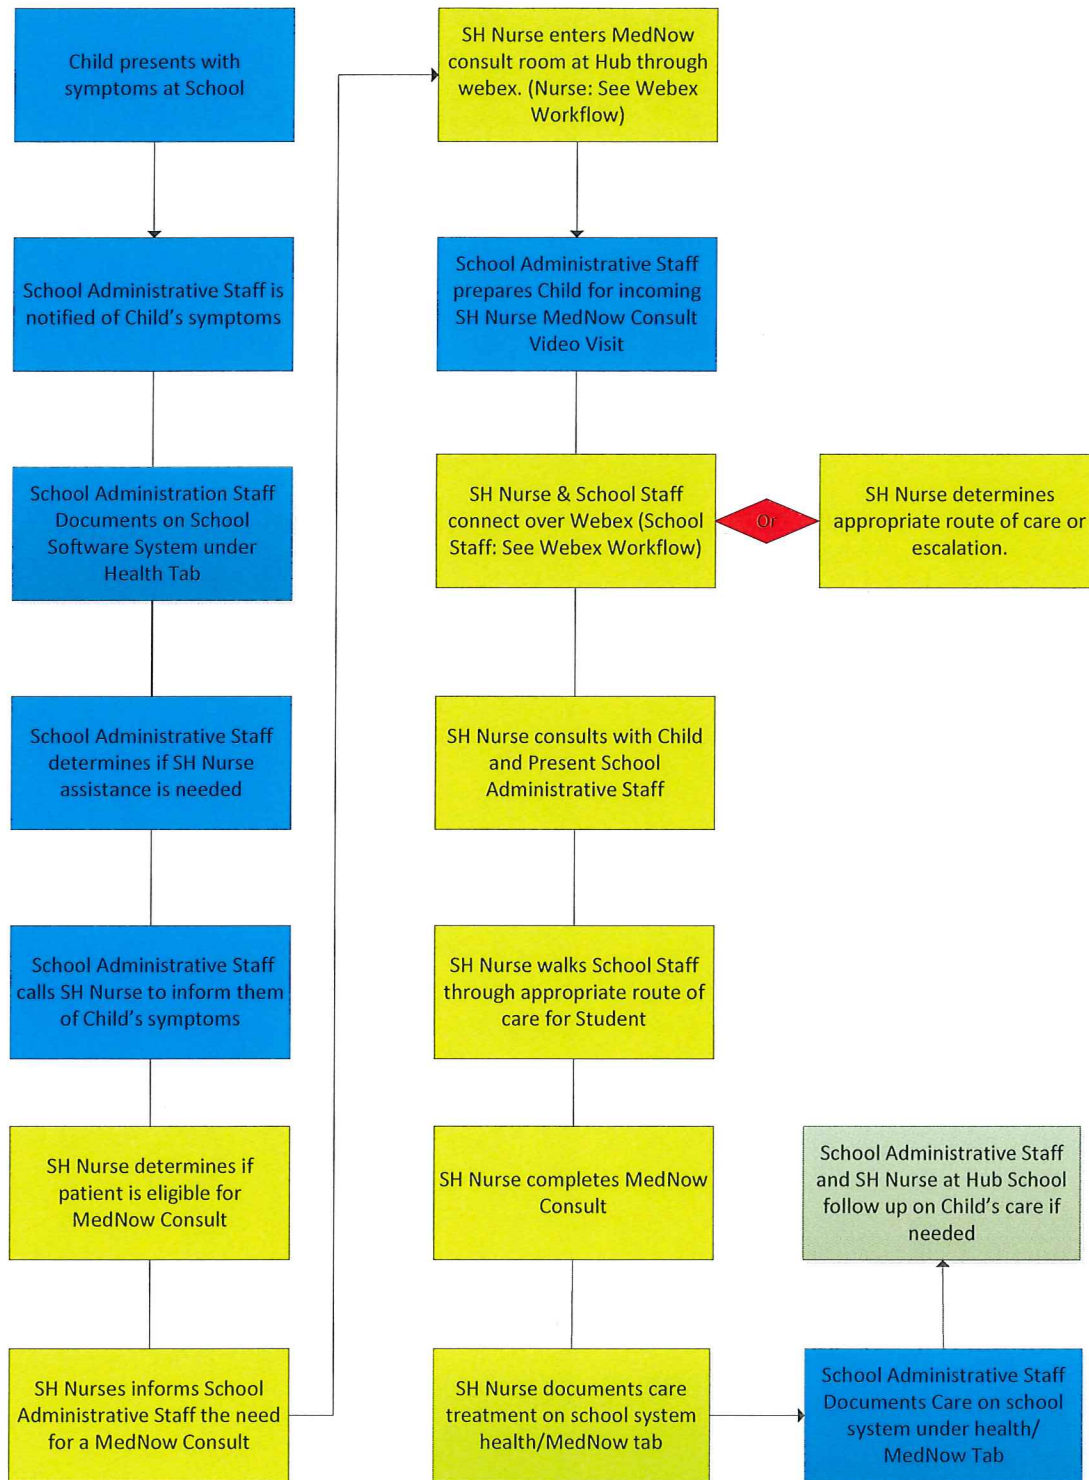 Child presents with
symptoms at School
School Administrative Staff is
notified of Child's symptoms
School Administration Staff
Documents on School
Software System under
Health Tab
School Administrative Staff
determines if SH Nurse
assistance is needed
School Administrative Staff
calls SH Nurse to inform them
of Child's symptoms
SH Nurse determines if
patient is eligible for
MedNow Consult
SH Nurses informs School
Administrative Staff the need
for a MedNow Consult
SH Nurse enters MedNow
consult room at Hub through
webex. (Nurse: See Webex
Workflow)
School Administrative Staff
prepares Child for incoming
SH Nurse MedNow Consult
Video Visit
SH Nurse & School Staff
connect over Webex (School
Staff: See Webex Workflow)
Or
SH Nurse determines
appropriate route of care or
escalation.
SH Nurse consults with Child
and Present School
Administrative Staff
SH Nurse walks School Staff
through appropriate route of
care for Student
SH Nurse completes MedNow
Consult
SH Nurse documents care
treatment on school system
health/MedNow tab
School Administrative Staff
Documents Care on school
system under health/
MedNow Tab
School Administrative Staff
and SH Nurse at Hub School
follow up on Child's care if
needed